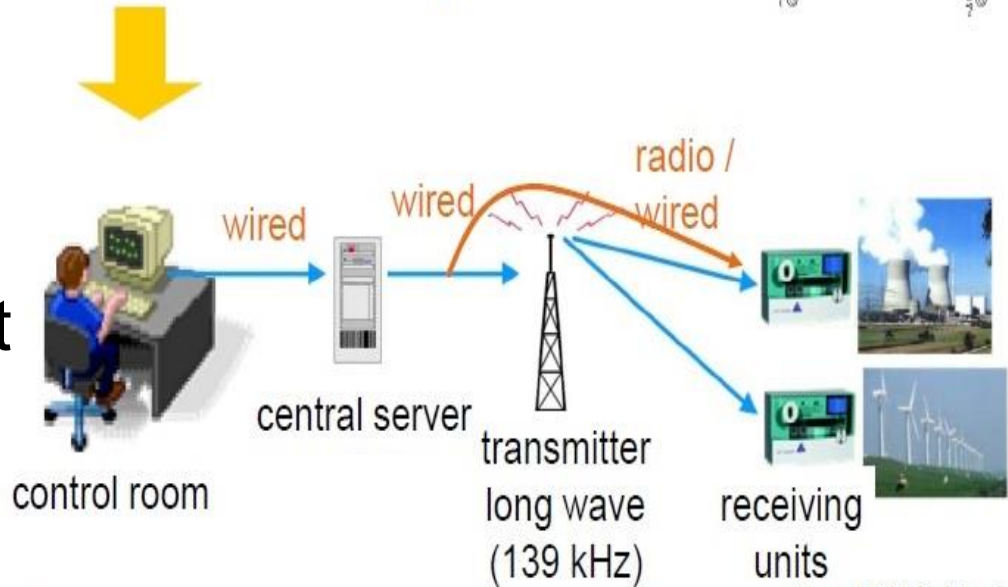 radio /
wired wired wired
t
central server
transmitter
control room long wave receiving
(139 kHz) units